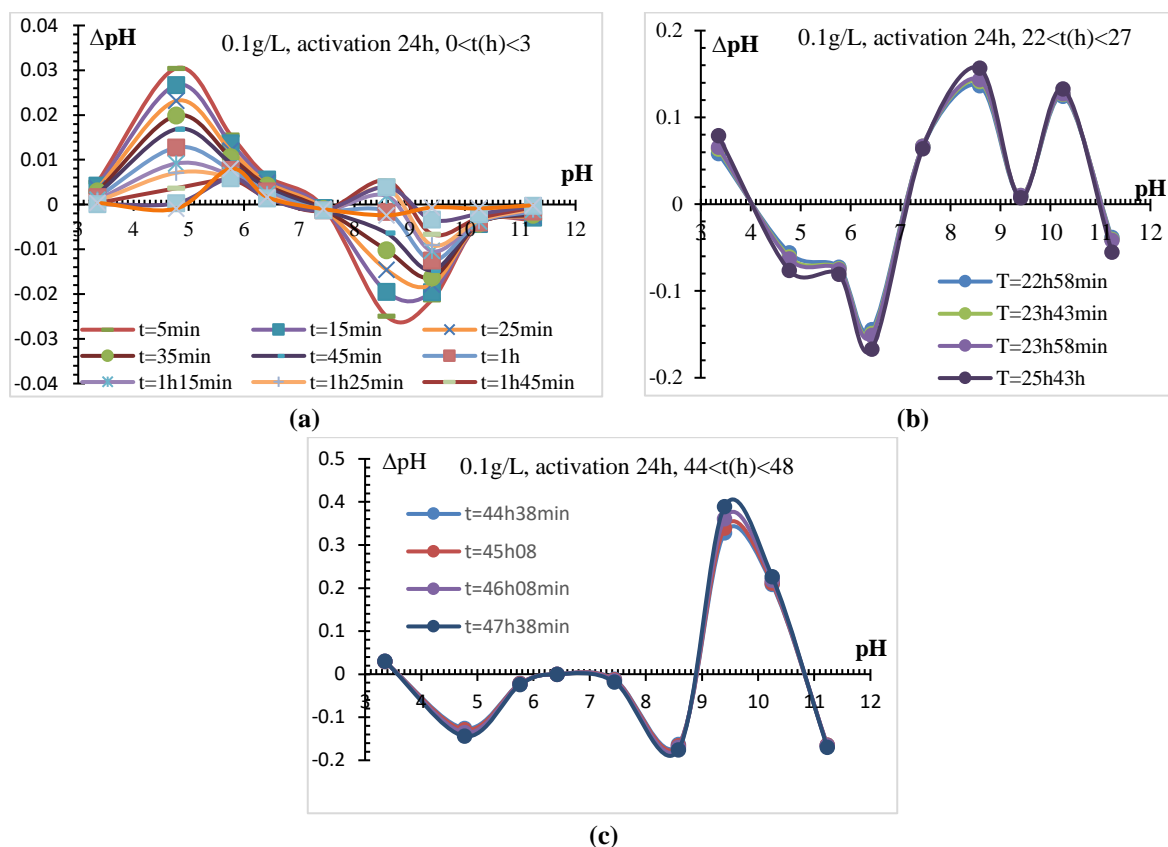 ΔpH
0.1g/L, activation 24h, 0<t(h)<3
0.04
0.03
0.02
0.01
0
-0.01
-0.02
-0.03
-0.04
3 4 5 6 7 8 9 10 11 12
pH
t=5min t=15min t=25min
t=35min t=45min t=1h
t=1h15min t=1h25min t=1h45min
(a)
ΔpH
0.1g/L, activation 24h, 22<t(h)<27
0.2
0.1
0
-0.1
-0.2
3 4 5 6 7 8 9 10 11 12
pH
T=22h58min
T=23h43min
T=23h58min
T=25h43h
(b)
ΔpH
0.1g/L, activation 24h, 44<t(h)<48
0.5
0.4
0.3
0.2
0.1
0
-0.1
-0.2
3 4 5 6 7 8 9 10 11 12
pH
t=44h38min
t=45h08
t=46h08min
t=47h38min
(c)